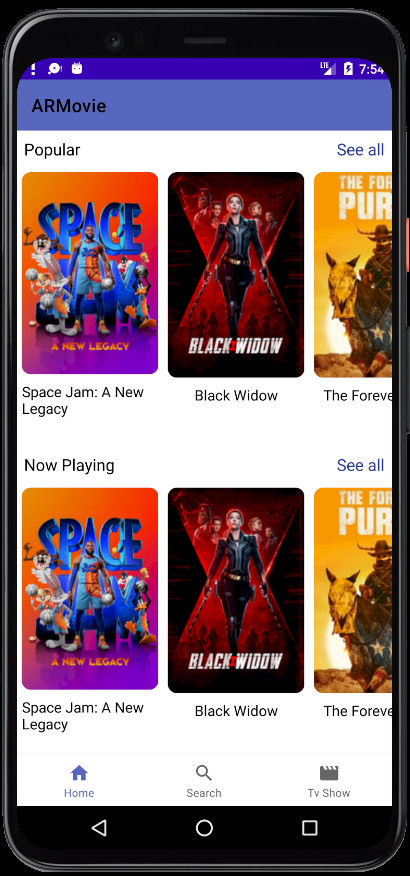 LTE 7:54
ARMovie
Popular See all
SPACE
JAM
A NEW LEGACY
BLACK WIDOW
THE FOR
PUR
Space Jam: A New
Legacy
Black Widow
The Foreve
Now Playing See all
SPACE
JAM
A NEW LEGACY
BLACK WIDOW
THE FOR
PUR
Space Jam: A New
Legacy
Black Widow
The Foreve
Home Search Tv Show